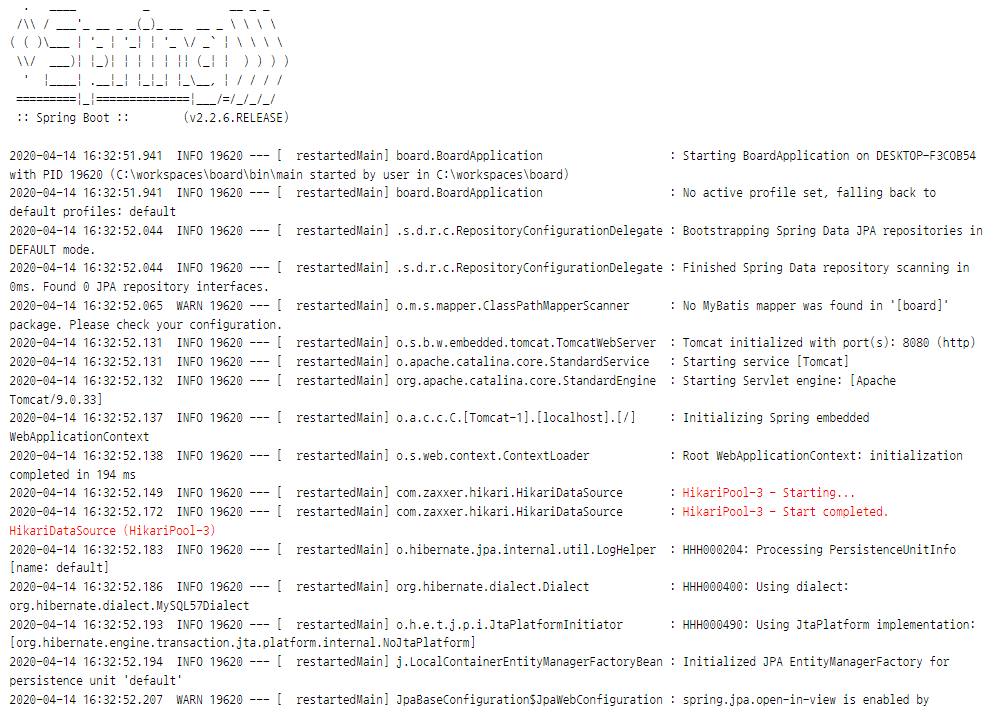 .   ____          _            __ _ _
 /\\ / ___'_ __ _ _(_)_ __  __ _ \ \ \ \
( ( )\___ | '_ | '_| | '_ \/ _` | \ \ \ \
 \\/  ___)| |_)| | | | | || (_| |  ) ) ) )
  '  |____| .__|_| |_|_| |_\__, | / / / /
 =========|_|==============|___/=/_/_/_/
 :: Spring Boot ::        (v2.2.6.RELEASE)
2020-04-14 16:32:51.941  INFO 19620 --- [  restartedMain] board.BoardApplication                   : Starting BoardApplication on DESKTOP-F3COB54
with PID 19620 (C:\workspaces\board\bin\main started by user in C:\workspaces\board)
2020-04-14 16:32:51.941  INFO 19620 --- [  restartedMain] board.BoardApplication                   : No active profile set, falling back to
default profiles: default
2020-04-14 16:32:52.044  INFO 19620 --- [  restartedMain] .s.d.r.c.RepositoryConfigurationDelegate : Bootstrapping Spring Data JPA repositories in
DEFAULT mode.
2020-04-14 16:32:52.044  INFO 19620 --- [  restartedMain] .s.d.r.c.RepositoryConfigurationDelegate : Finished Spring Data repository scanning in
0ms. Found 0 JPA repository interfaces.
2020-04-14 16:32:52.065  WARN 19620 --- [  restartedMain] o.m.s.mapper.ClassPathMapperScanner      : No MyBatis mapper was found in '[board]'
package. Please check your configuration.
2020-04-14 16:32:52.131  INFO 19620 --- [  restartedMain] o.s.b.w.embedded.tomcat.TomcatWebServer  : Tomcat initialized with port(s): 8080 (http)
2020-04-14 16:32:52.131  INFO 19620 --- [  restartedMain] o.apache.catalina.core.StandardService   : Starting service [Tomcat]
2020-04-14 16:32:52.132  INFO 19620 --- [  restartedMain] org.apache.catalina.core.StandardEngine  : Starting Servlet engine: [Apache
Tomcat/9.0.33]
2020-04-14 16:32:52.137  INFO 19620 --- [  restartedMain] o.a.c.c.C.[Tomcat-1].[localhost].[/]     : Initializing Spring embedded
WebApplicationContext
2020-04-14 16:32:52.138  INFO 19620 --- [  restartedMain] o.s.web.context.ContextLoader            : Root WebApplicationContext: initialization
completed in 194 ms
2020-04-14 16:32:52.149  INFO 19620 --- [  restartedMain] com.zaxxer.hikari.HikariDataSource       : HikariPool-3 - Starting...
2020-04-14 16:32:52.172  INFO 19620 --- [  restartedMain] com.zaxxer.hikari.HikariDataSource       : HikariPool-3 - Start completed.
HikariDataSource (HikariPool-3)
2020-04-14 16:32:52.183  INFO 19620 --- [  restartedMain] o.hibernate.jpa.internal.util.LogHelper  : HHH000204: Processing PersistenceUnitInfo
[name: default]
2020-04-14 16:32:52.186  INFO 19620 --- [  restartedMain] org.hibernate.dialect.Dialect            : HHH000400: Using dialect:
org.hibernate.dialect.MySQL57Dialect
2020-04-14 16:32:52.193  INFO 19620 --- [  restartedMain] o.h.e.t.j.p.i.JtaPlatformInitiator       : HHH000490: Using JtaPlatform implementation:
[org.hibernate.engine.transaction.jta.platform.internal.NoJtaPlatform]
2020-04-14 16:32:52.194  INFO 19620 --- [  restartedMain] j.LocalContainerEntityManagerFactoryBean : Initialized JPA EntityManagerFactory for
persistence unit 'default'
2020-04-14 16:32:52.207  WARN 19620 --- [  restartedMain] JpaBaseConfiguration$JpaWebConfiguration : spring.jpa.open-in-view is enabled by